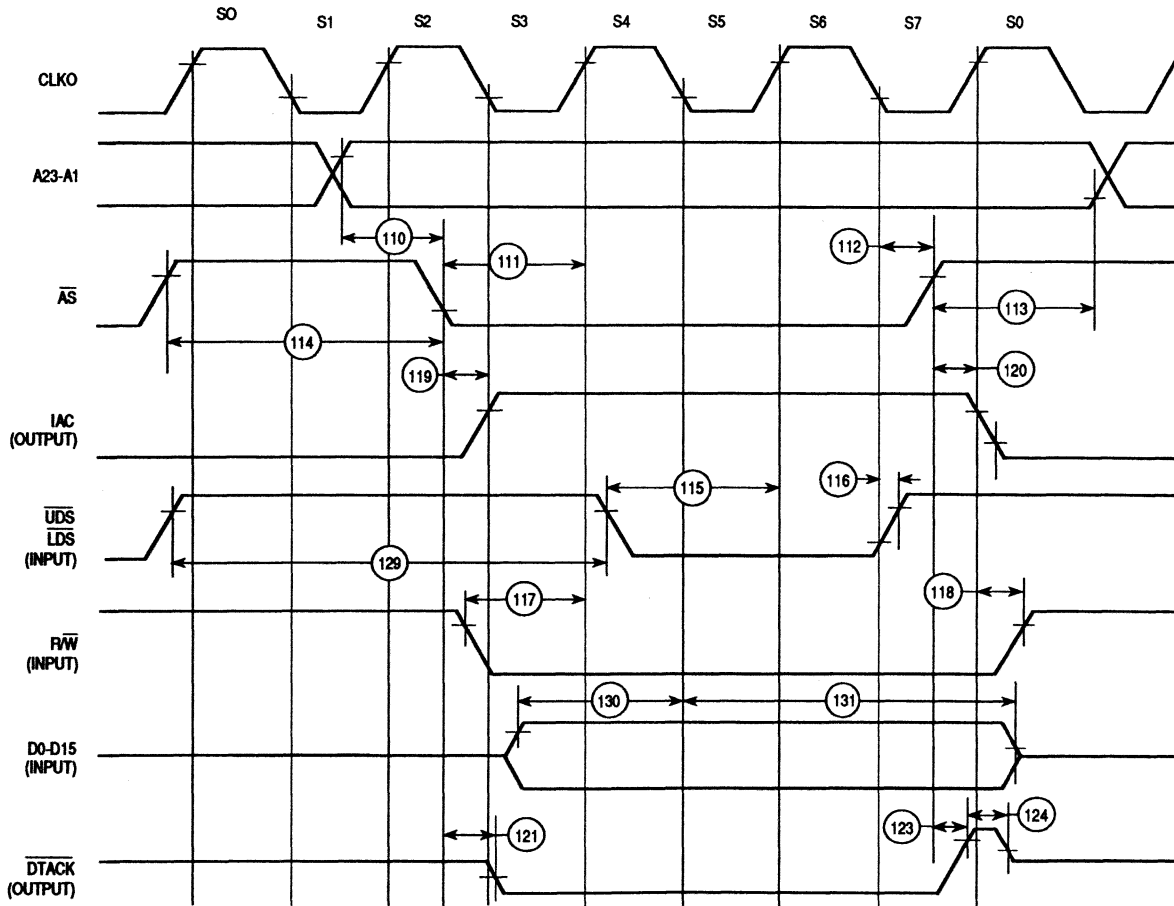 SO S1 S2 S3 S4 S5 S6 S7 S0
CLKO
A23-A1
110
111
112
AS
113
114
119
120
IAC
(OUTPUT)
115
116
UDS
LDS
(INPUT)
129
117
118
R/W
(INPUT)
130
131
D0-D15
(INPUT)
121
123
124
DTACK
(OUTPUT)